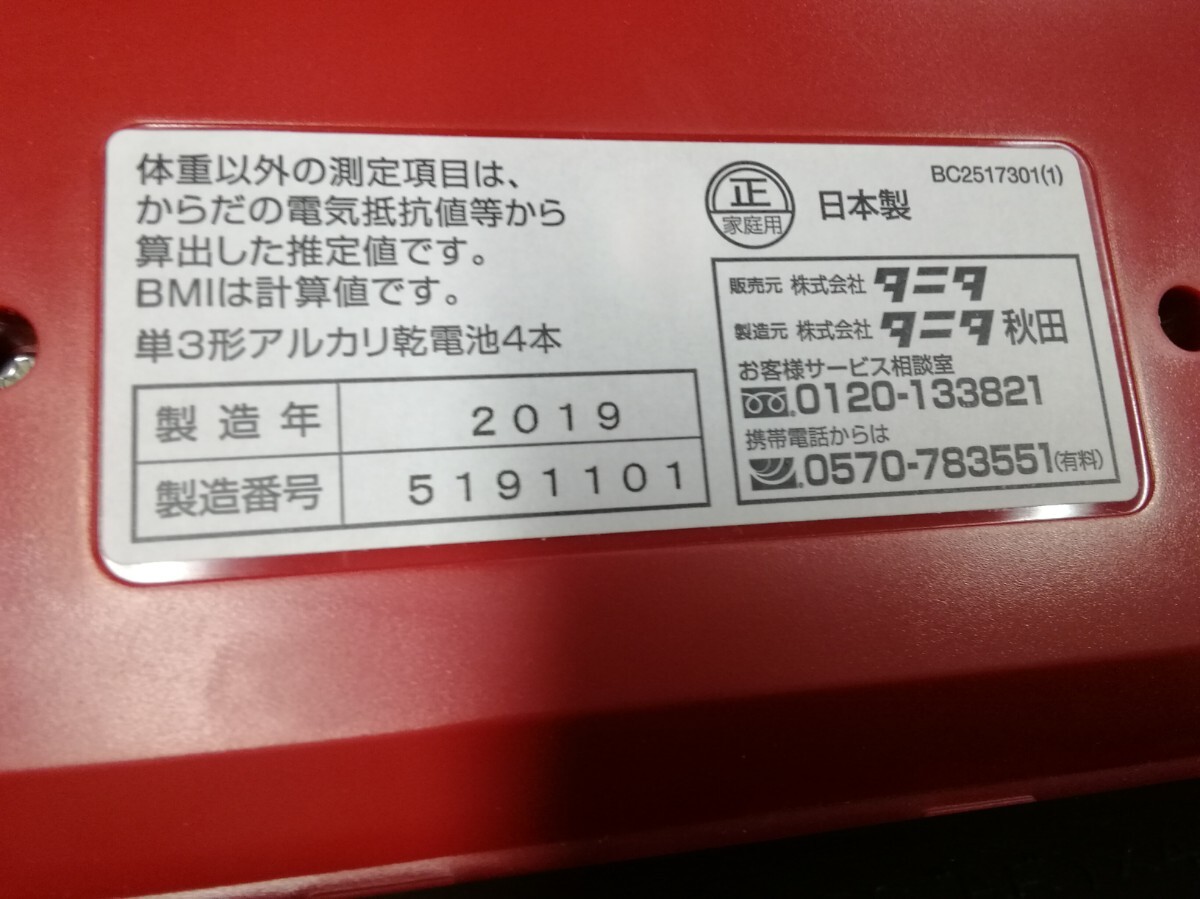 体重以外の測定項目は、
からだの電気抵抗値等から
算出した推定値です。
BMIは計算値です。
単3形アルカリ乾電池4本
製造年 2019
製造番号 5191101
正
家庭用
日本製
BC2517301(1)
販売元 株式会社 タニタ
製造元 株式会社 タニタ 秋田
お客様サービス相談室
0120-133821
携帯電話からは
0570-783551(有料)